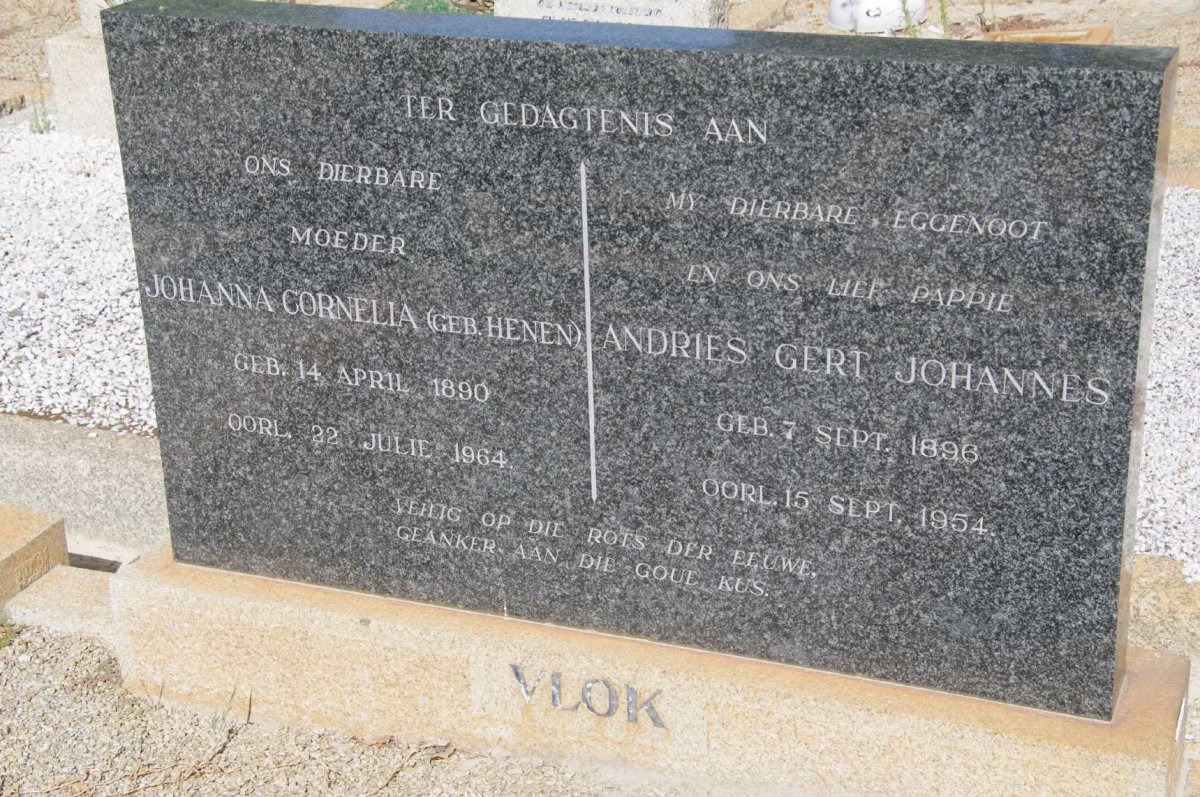 TER GEDAGTENIS AAN
ONS DIERBARE
MOEDER
JOHANNA CORNELIA (GEB. HENEN)
GEB. 14 APRIL 1890
OORL. 22 JULIE 1964.
MY DIERBARE EGGENOOT
EN ONS LIEF PAPPIE
ANDRIES GERT JOHANNES
GEB. 7 SEPT. 1896
OORL. 15 SEPT. 1954.
VEILIG OP DIE ROTS DER EEUWE,
GEANKER AAN DIE GOUE KUS.
VLOK